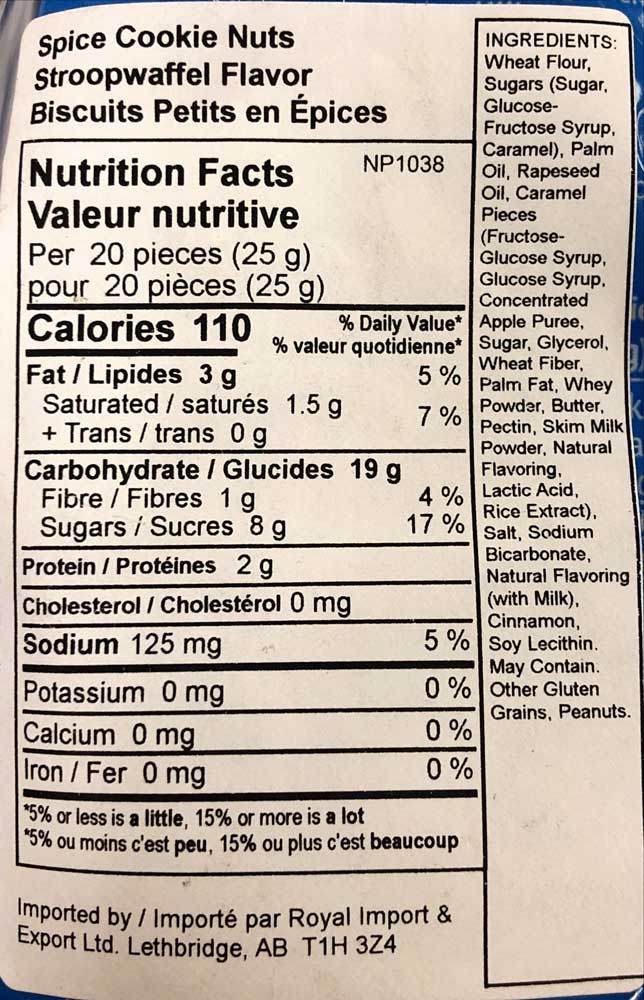 Spice Cookie Nuts
Stroopwaffel Flavor
Biscuits Petits en Épices
Nutrition Facts NP1038
Valeur nutritive
Per 20 pieces (25 g)
pour 20 pièces (25 g)
Calories 110 % Daily Value*
% valeur quotidienne*
Fat / Lipides 3 g 5 %
Saturated / saturés 1.5 g
+ Trans / trans 0 g 7 %
Carbohydrate / Glucides 19 g
Fibre / Fibres 1 g 4 %
Sugars / Sucres 8 g 17 %
Protein / Protéines 2 g
Cholesterol / Cholestérol 0 mg
Sodium 125 mg 5 %
Potassium 0 mg 0 %
Calcium 0 mg 0 %
Iron / Fer 0 mg 0 %
*5% or less is a little, 15% or more is a lot
*5% ou moins c'est peu, 15% ou plus c'est beaucoup
Imported by / Importé par Royal Import &
Export Ltd. Lethbridge, AB T1H 3Z4
INGREDIENTS:
Wheat Flour,
Sugars (Sugar,
Glucose-
Fructose Syrup,
Caramel), Palm
Oil, Rapeseed
Oil, Caramel
Pieces
(Fructose-
Glucose Syrup,
Glucose Syrup,
Concentrated
Apple Puree,
Sugar, Glycerol,
Wheat Fiber,
Palm Fat, Whey
Powder, Butter,
Pectin, Skim Milk
Powder, Natural
Flavoring,
Lactic Acid,
Rice Extract),
Salt, Sodium
Bicarbonate,
Natural Flavoring
(with Milk),
Cinnamon,
Soy Lecithin.
May Contain.
Other Gluten
Grains, Peanuts.